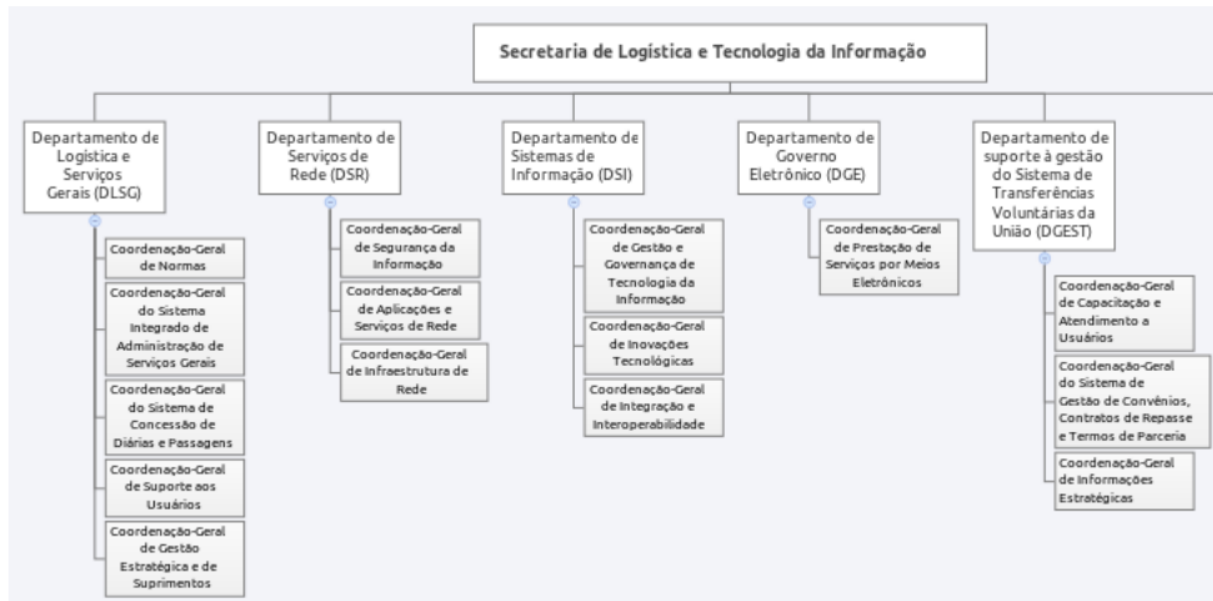 Secretaria de Logística e Tecnologia da Informação
Departamento de
Logística e
Serviços
Gerais (DLSG)
Coordenação-Geral
de Normas
Coordenação-Geral
do Sistema
Integrado de
Administração de
Serviços Gerais
Coordenação-Geral
do Sistema de
Concessão de
Diárias e Passagens
Coordenação-Geral
de Suporte aos
Usuários
Coordenação-Geral
de Gestão
Estratégica e de
Suprimentos
Departamento de
Serviços de
Rede (DSR)
Coordenação-Geral
de Segurança da
Informação
Coordenação-Geral
de Aplicações e
Serviços de Rede
Coordenação-Geral
de Infraestrutura de
Rede
Departamento de
Sistemas de
Informação (DSI)
Coordenação-Geral
de Gestão e
Governança de
Tecnologia da
Informação
Coordenação-Geral
de Inovações
Tecnológicas
Coordenação-Geral
de Integração e
Interoperabilidade
Departamento de
Governo
Eletrônico (DGE)
Coordenação-Geral
de Prestação de
Serviços por Meios
Eletrônicos
Departamento de
suporte à gestão
do Sistema de
Transferências
Voluntárias da
União (DGEST)
Coordenação-Geral
de Capacitação e
Atendimento a
Usuários
Coordenação-Geral
do Sistema de
Gestão de Convênios,
Contratos de Repasse
e Termos de Parceria
Coordenação-Geral
de Informações
Estratégicas